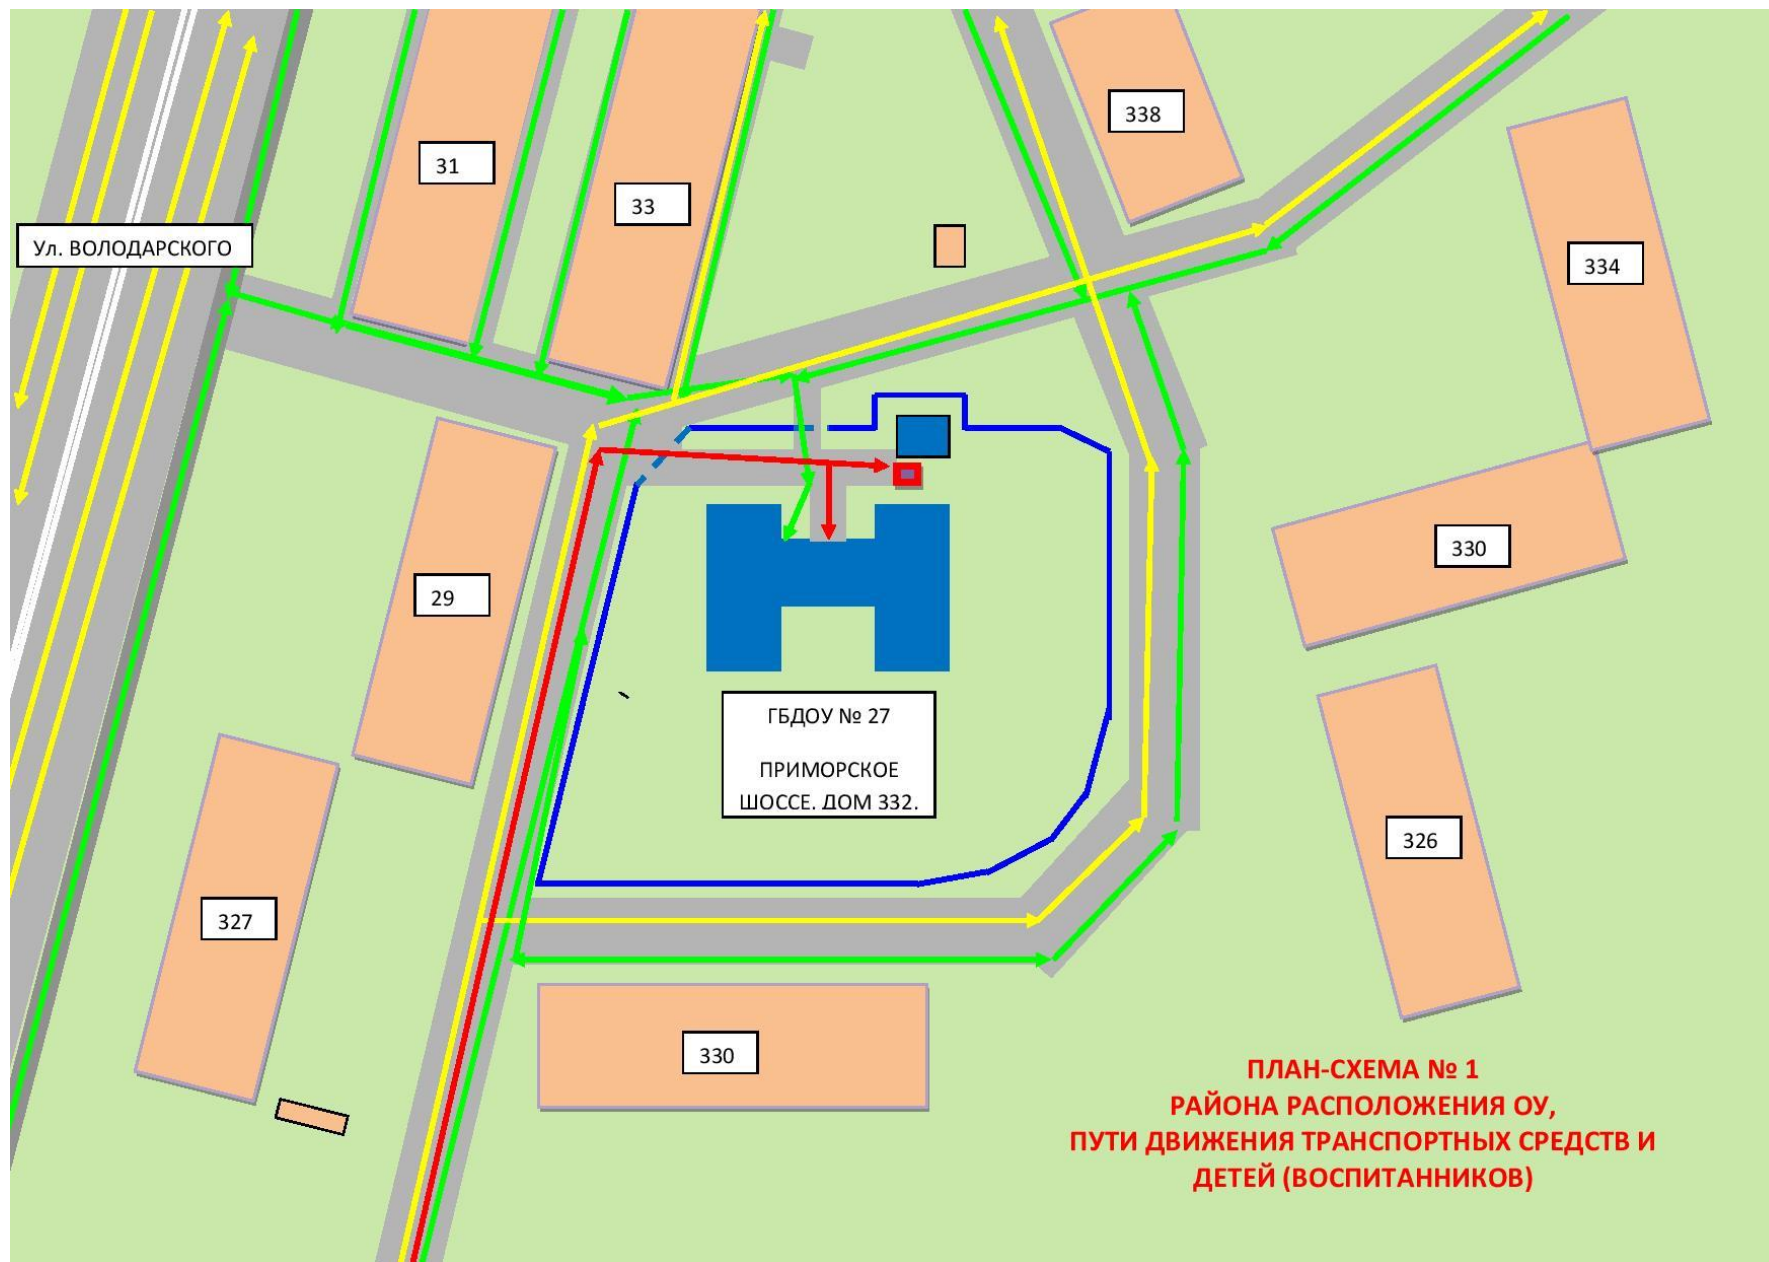 338
31
33
Ул. ВОЛОДАРСКОГО
334
330
29
ГБДОУ № 27
ПРИМОРСКОЕ
ШОССЕ. ДОМ 332.
326
327
330
ПЛАН-СХЕМА № 1
РАЙОНА РАСПОЛОЖЕНИЯ ОУ,
ПУТИ ДВИЖЕНИЯ ТРАНСПОРТНЫХ СРЕДСТВ И
ДЕТЕЙ (ВОСПИТАННИКОВ)